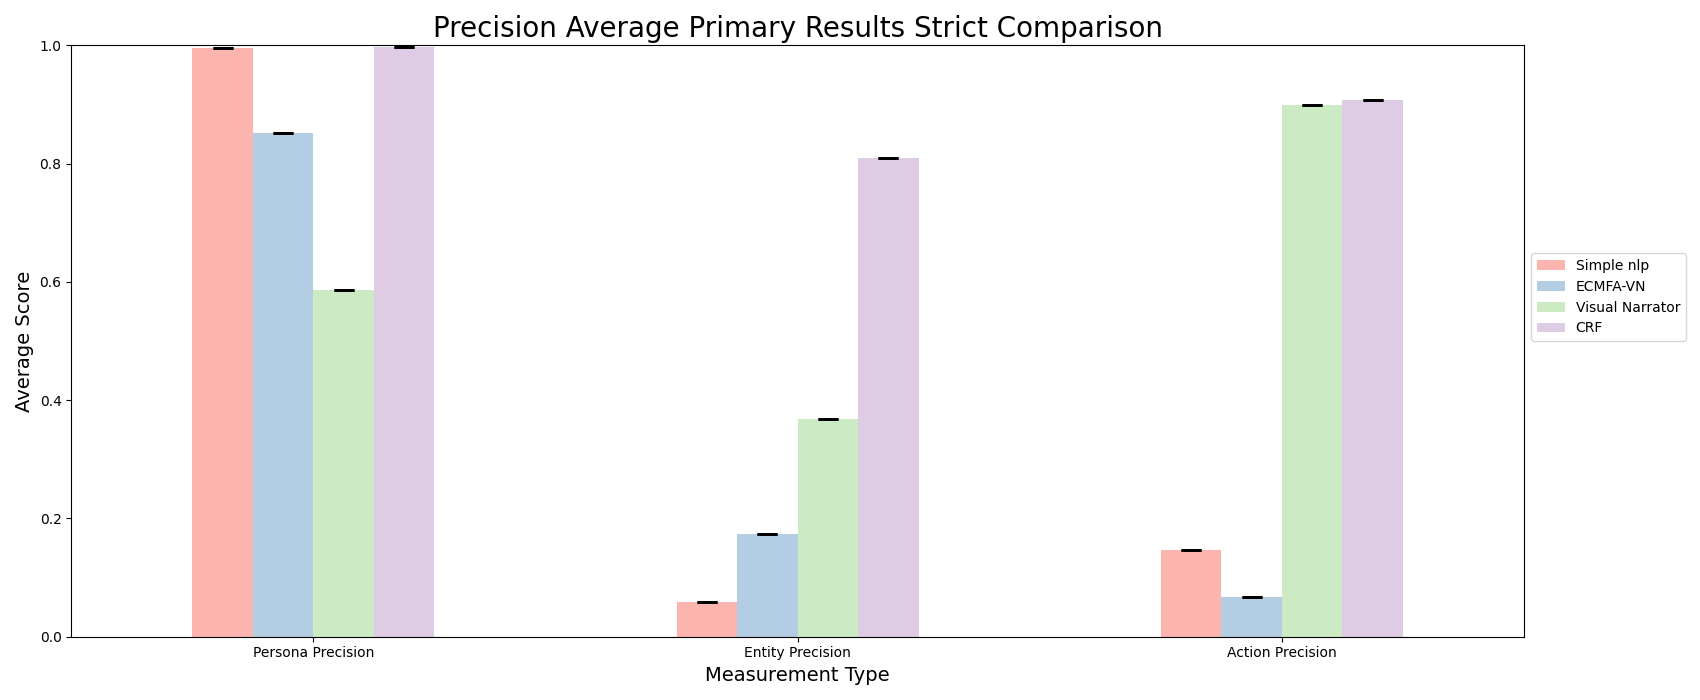 Precision Average Primary Results Strict Comparison
Average Score
1.0
0.8
0.6
0.4
0.2
0.0
Persona Precision
Entity Precision
Action Precision
Measurement Type
Simple nlp
ECMFA-VN
Visual Narrator
CRF